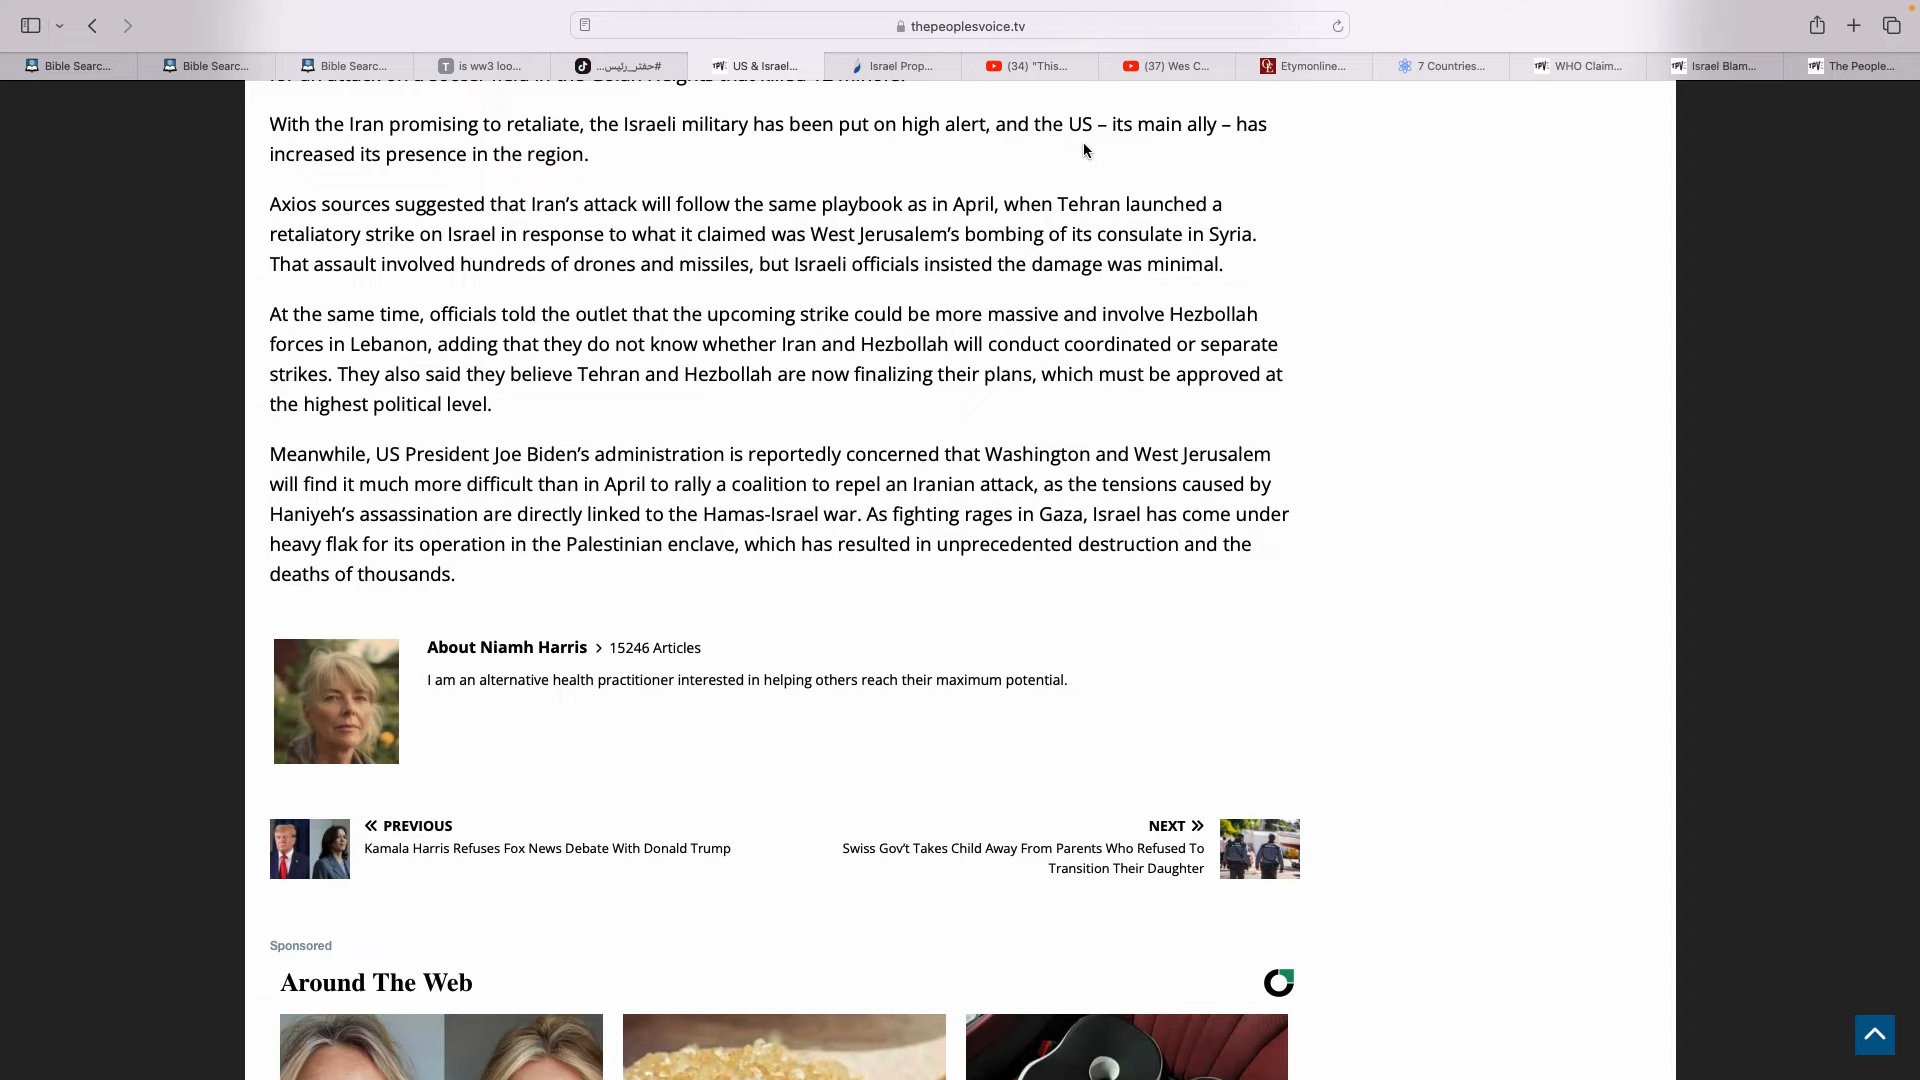 thepeoplesvoice.tv
Bible Searc...
Bible Searc...
Bible Searc...
is ww3 loo...
#حفتر_رئيس...
US & Israel...
Israel Prop...
(34) "This...
(37) Wes C...
Etymonline...
7 Countries...
WHO Claim...
Israel Blam...
The People...
With the Iran promising to retaliate, the Israeli military has been put on high alert, and the US – its main ally – has
increased its presence in the region.
Axios sources suggested that Iran's attack will follow the same playbook as in April, when Tehran launched a
retaliatory strike on Israel in response to what it claimed was West Jerusalem's bombing of its consulate in Syria.
That assault involved hundreds of drones and missiles, but Israeli officials insisted the damage was minimal.
At the same time, officials told the outlet that the upcoming strike could be more massive and involve Hezbollah
forces in Lebanon, adding that they do not know whether Iran and Hezbollah will conduct coordinated or separate
strikes. They also said they believe Tehran and Hezbollah are now finalizing their plans, which must be approved at
the highest political level.
Meanwhile, US President Joe Biden's administration is reportedly concerned that Washington and West Jerusalem
will find it much more difficult than in April to rally a coalition to repel an Iranian attack, as the tensions caused by
Haniyeh's assassination are directly linked to the Hamas-Israel war. As fighting rages in Gaza, Israel has come under
heavy flak for its operation in the Palestinian enclave, which has resulted in unprecedented destruction and the
deaths of thousands.
About Niamh Harris > 15246 Articles
I am an alternative health practitioner interested in helping others reach their maximum potential.
« PREVIOUS
Kamala Harris Refuses Fox News Debate With Donald Trump
NEXT »
Swiss Gov't Takes Child Away From Parents Who Refused To
Transition Their Daughter
Sponsored
Around The Web